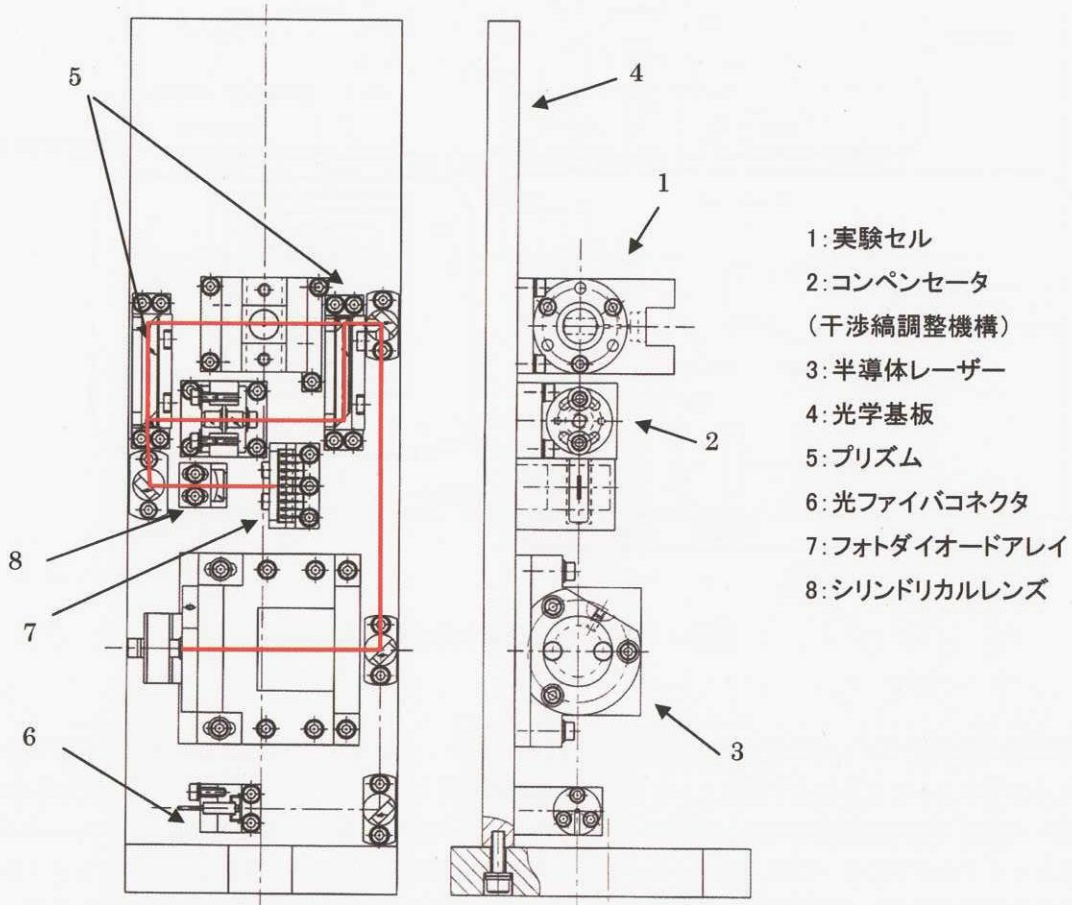 5
4
1
1:実験セル
2:コンペンセータ
(干渉縞調整機構)
3:半導体レーザー
4:光学基板
5:プリズム
6:光ファイバコネクタ
7:フォトダイオードアレイ
8:シリンドリカルレンズ
2
8
7
6
3